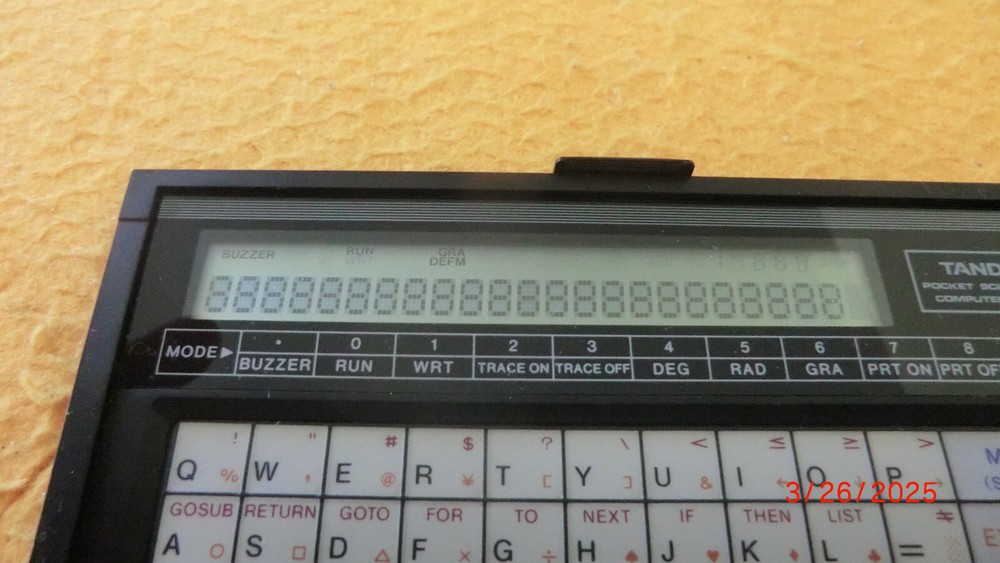 BUZZER RUN GRA
WRT DEFM
TAND
POCKET SC
COMPUTE
MODE▶ • 0 1 2 3 4 5 6 7 8
BUZZER RUN WRT TRACE ON TRACE OFF DEG RAD GRA PRT ON PRT OF
! " # $ ? \ < ≤ ≥ >
Q % W , E @ R ¥ T [ Y ] U & I ← O P M
(S
3/26/2025
GOSUB RETURN GOTO FOR TO NEXT IF THEN LIST ≠ E
A ○ S □ D △ F × G ÷ H ♠ J ♥ K ♦ L ♣ =